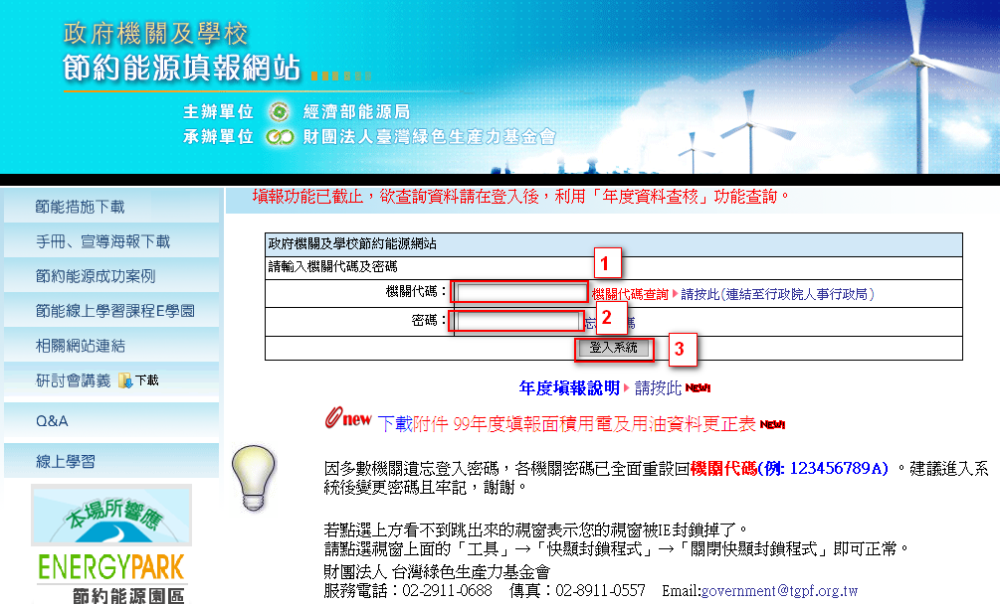 政府機關及學校
節約能源填報網站
主辦單位 經濟部能源局
承辦單位 財團法人臺灣綠色生產力基金會
填報功能已截止，欲查詢資料請在登入後，利用「年度資料查核」功能查詢。
節能措施下載
手冊、宣導海報下載
節約能源成功案例
節能線上學習課程E學園
相關網站連結
研討會講義 下載
Q&A
線上學習
本場所響應
ENERGYPARK
節約能源園區
政府機關及學校節約能源網站
請輸入機關代碼及密碼
1
機關代碼：
機關代碼查詢 請按此(連結至行政院人事行政局)
密碼：
2
忘 碼
登入系統
3
年度填報說明 請按此 NEW!
new 下載附件 99年度填報面積用電及用油資料更正表 NEW!
因多數機關遺忘登入密碼，各機關密碼已全面重設回機關代碼(例: 123456789A) 。建議進入系
統後變更密碼且牢記，謝謝。
若點選上方看不到跳出來的視窗表示您的視窗被IE封鎖掉了。
請點選視窗上面的「工具」→「快顯封鎖程式」→「關閉快顯封鎖程式」即可正常。
財團法人 台灣綠色生產力基金會
服務電話：02-2911-0688 傳真：02-8911-0557 Email:government@tgpf.org.tw